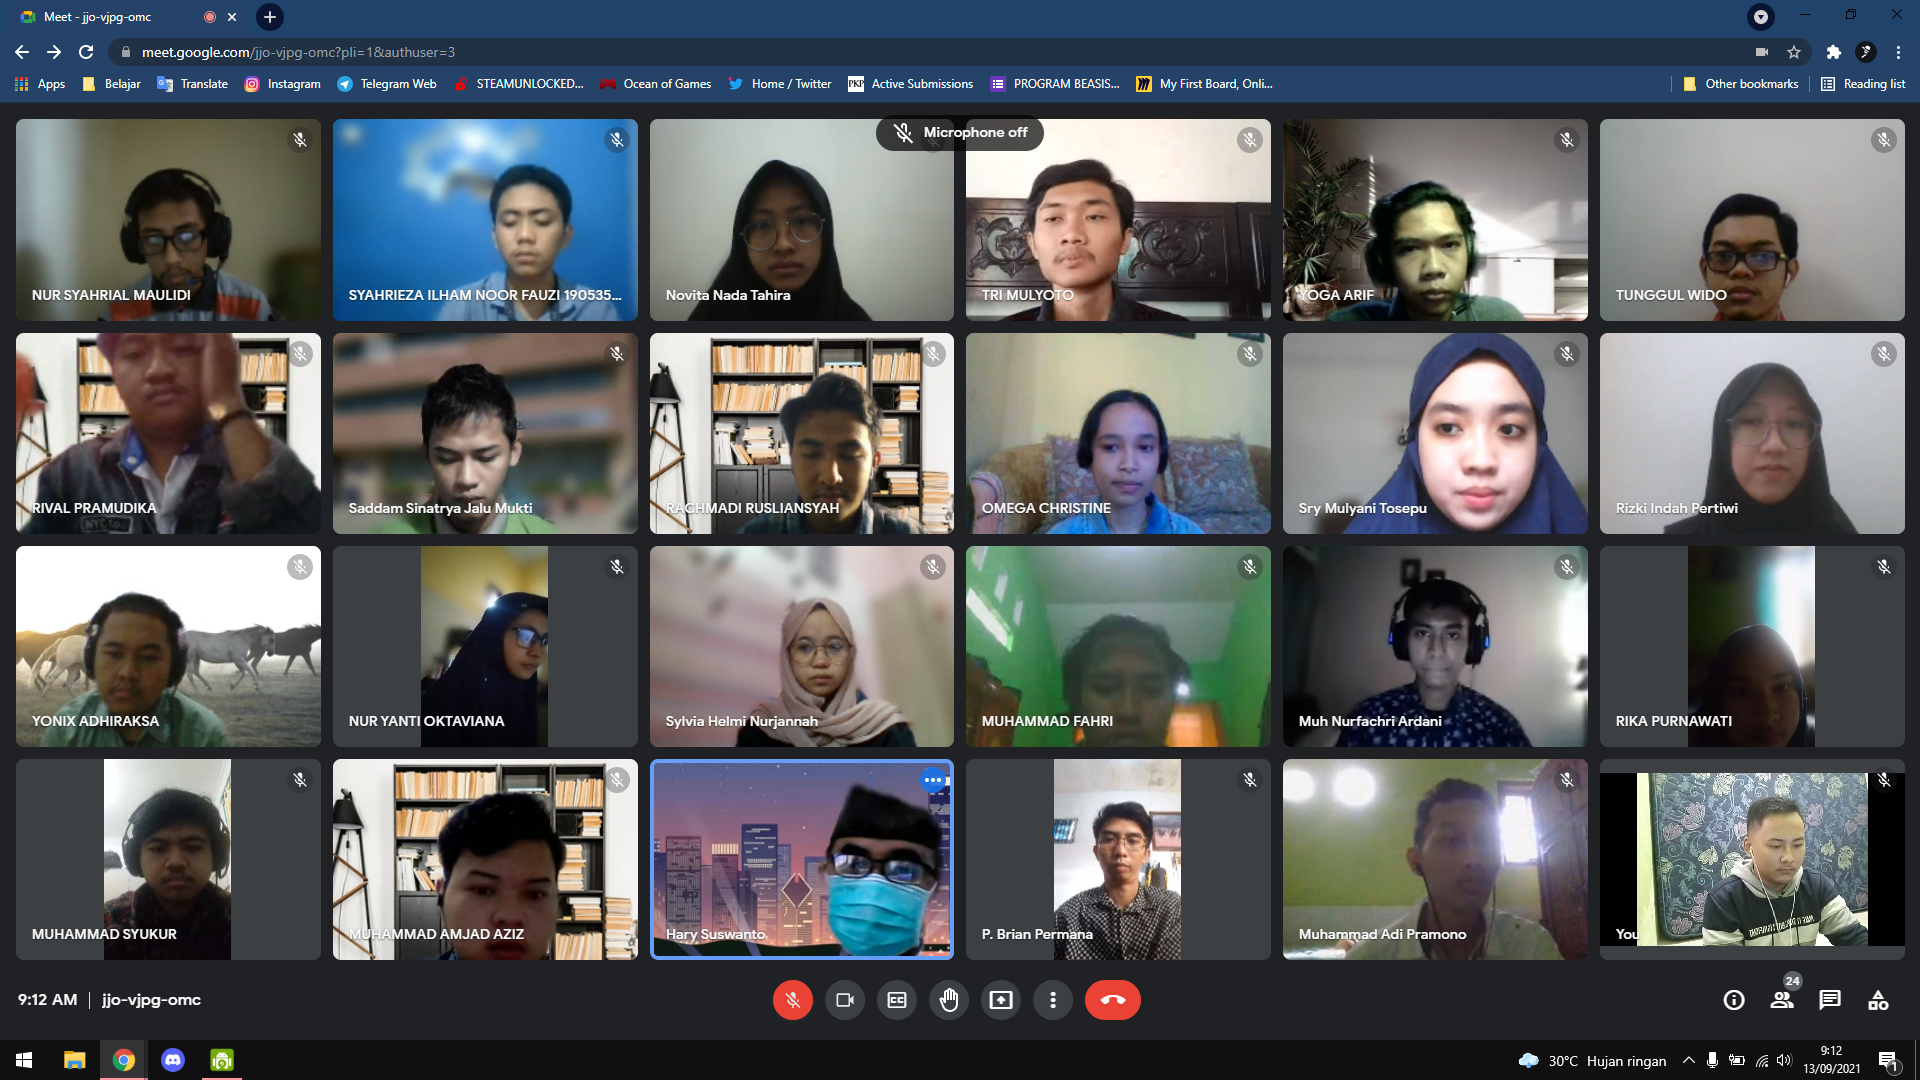 Meet - jjo-vjpg-omc
meet.google.com/jjo-vjpg-omc?pli=1&authuser=3
Apps Belajar Translate Instagram Telegram Web STEAMUNLOCKED... Ocean of Games Home / Twitter PKP Active Submissions PROGRAM BEASIS... My First Board, Onli... Other bookmarks Reading list
Microphone off
NUR SYAHRIAL MAULIDI
SYAHRIEZA ILHAM NOOR FAUZI 190535...
Novita Nada Tahira
TRI MULYOTO
YOGA ARIF
TUNGGUL WIDO
RIVAL PRAMUDIKA
Saddam Sinatrya Jalu Mukti
RACHMADI RUSLIANSYAH
OMEGA CHRISTINE
Sry Mulyani Tosepu
Rizki Indah Pertiwi
YONIX ADHIRAKSA
NUR YANTI OKTAVIANA
Sylvia Helmi Nurjannah
MUHAMMAD FAHRI
Muh Nurfachri Ardani
RIKA PURNAWATI
MUHAMMAD SYUKUR
MUHAMMAD AMJAD AZIZ
Hary Suswanto
P. Brian Permana
Muhammad Adi Pramono
You
9:12 AM | jjo-vjpg-omc
24
30°C Hujan ringan
9:12
13/09/2021
1